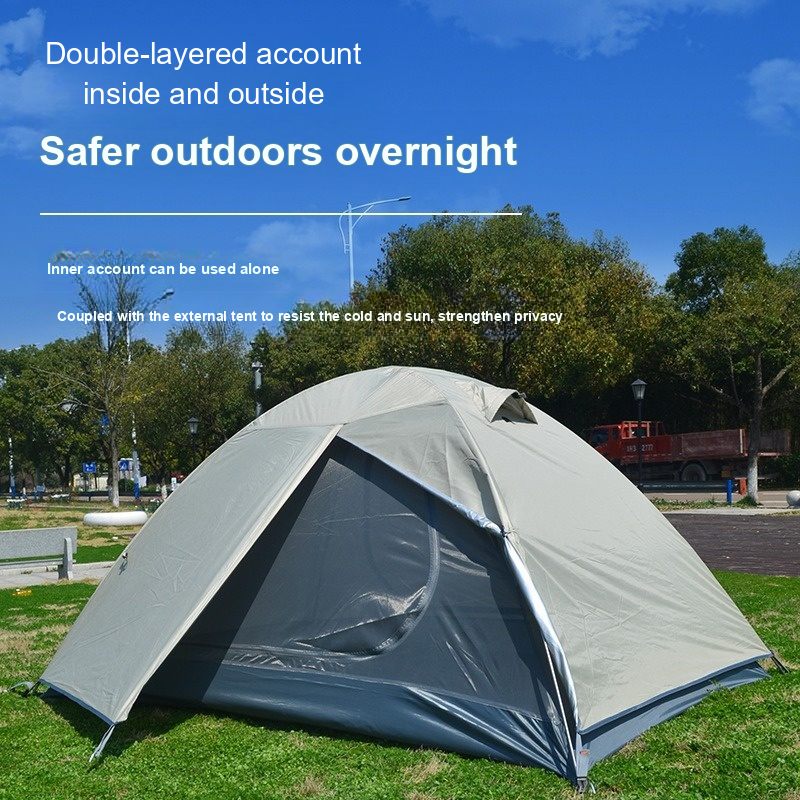 Double-layered account
inside and outside
Safer outdoors overnight
Inner account can be used alone
Coupled with the external tent to resist the cold and sun, strengthen privacy